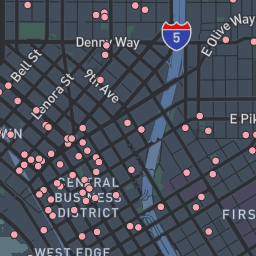 E Olive Way
Denny Way
5
Bell St
Lenora St
9th Ave
E Pik
WN
CENTRAL
BUSINESS
DISTRICT
FIRS
WEST EDGE